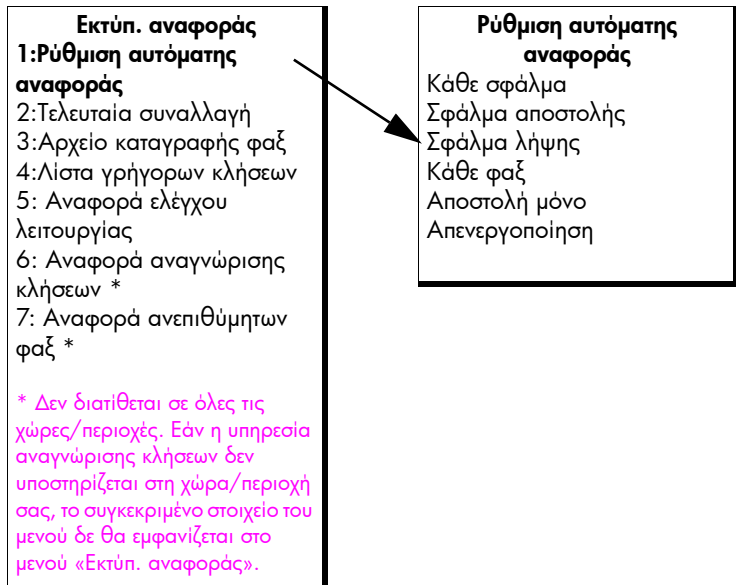 Εκτύπ. αναφοράς
1:Ρύθμιση αυτόματης
αναφοράς
2:Τελευταία συναλλαγή
3:Αρχείο καταγραφής φαξ
4:Λίστα γρήγορων κλήσεων
5: Αναφορά ελέγχου
λειτουργίας
6: Αναφορά αναγνώρισης
κλήσεων *
7: Αναφορά ανεπιθύμητων
φαξ *
* Δεν διατίθεται σε όλες τις
χώρες/περιοχές. Εάν η υπηρεσία
αναγνώρισης κλήσεων δεν
υποστηρίζεται στη χώρα/περιοχή
σας, το συγκεκριμένο στοιχείο του
μενού δε θα εμφανίζεται στο
μενού «Εκτύπ. αναφοράς».
Ρύθμιση αυτόματης
αναφοράς
Κάθε σφάλμα
Σφάλμα αποστολής
Σφάλμα λήψης
Κάθε φαξ
Αποστολή μόνο
Απενεργοποίηση